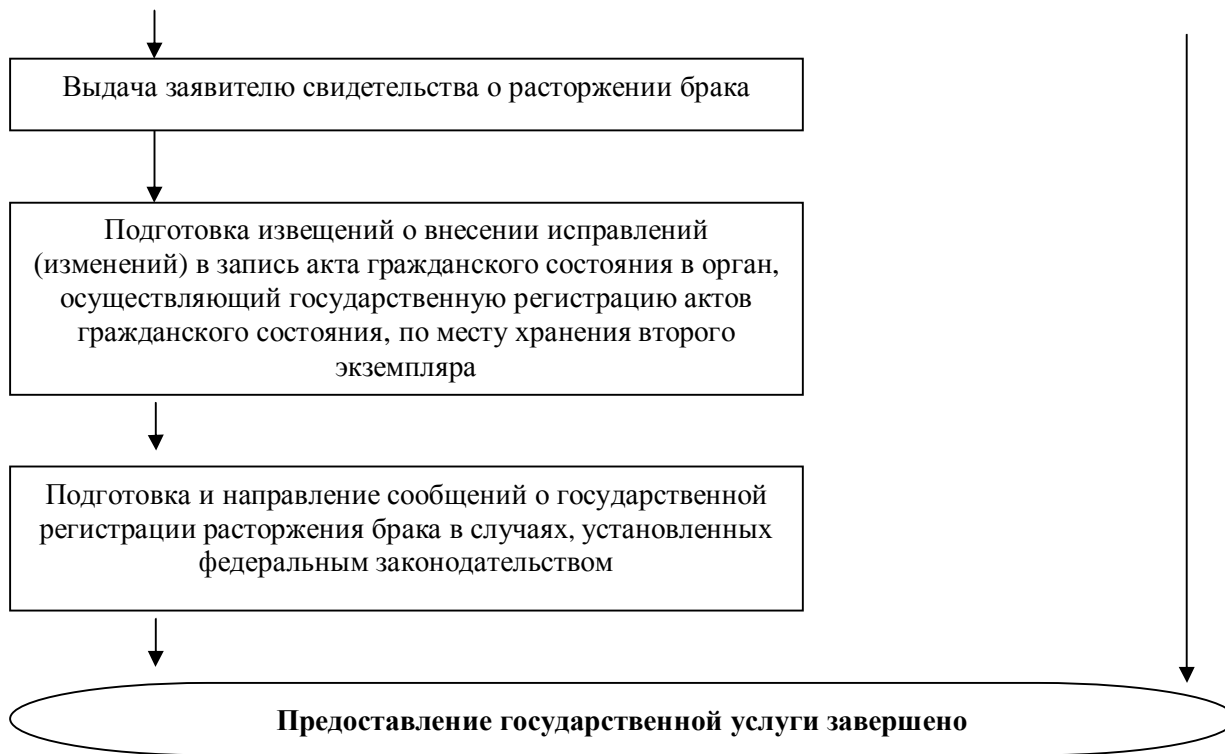 Выдача заявителю свидетельства о расторжении брака
Подготовка извещений о внесении исправлений
(изменений) в запись акта гражданского состояния в орган,
осуществляющий государственную регистрацию актов
гражданского состояния, по месту хранения второго
экземпляра
Подготовка и направление сообщений о государственной
регистрации расторжения брака в случаях, установленных
федеральным законодательством
Предоставление государственной услуги завершено